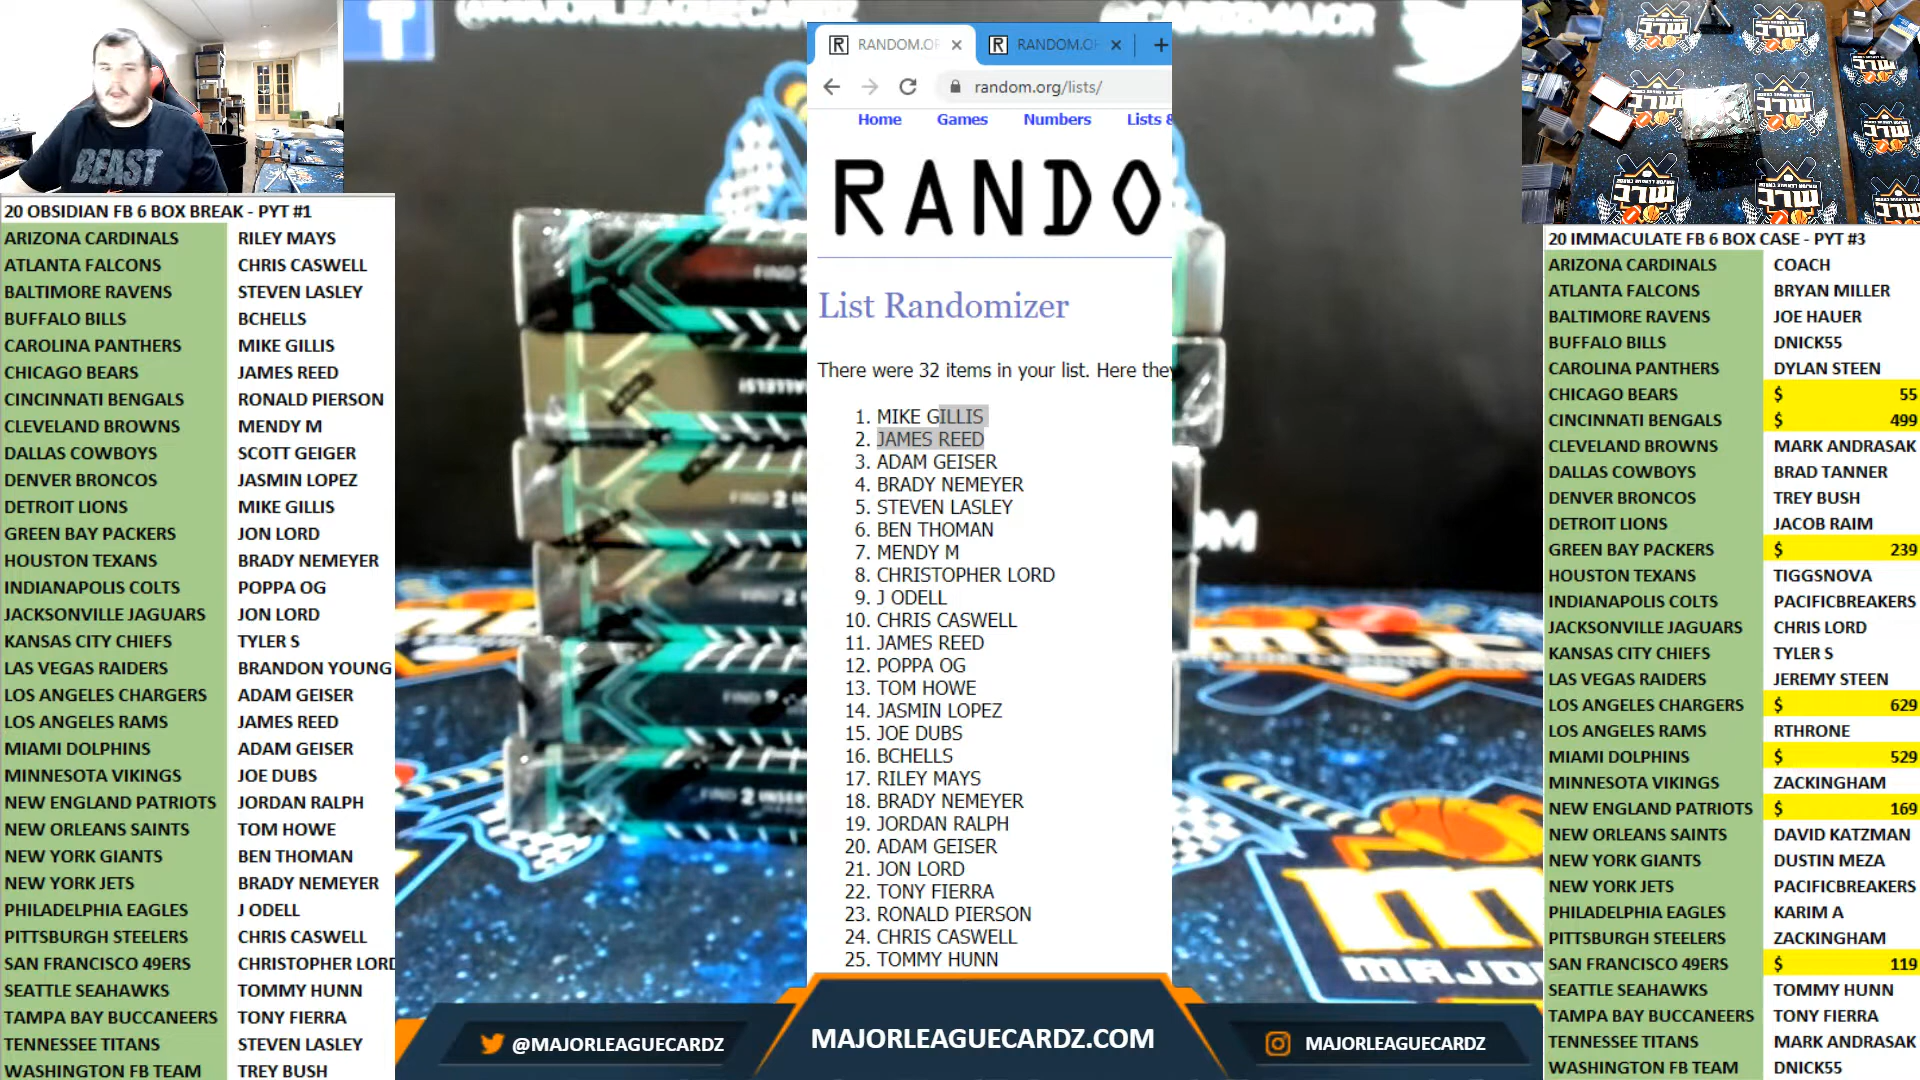 @MAJORLEAGUECARDZ
@CARDZMAJOR
BEAST
RANDOM.OR
RANDOM.OR
random.org/lists/
Home Games Numbers Lists &
RANDO
List Randomizer
There were 32 items in your list. Here they
1. MIKE GILLIS
2. JAMES REED
3. ADAM GEISER
4. BRADY NEMEYER
5. STEVEN LASLEY
6. BEN THOMAN
7. MENDY M
8. CHRISTOPHER LORD
9. J ODELL
10. CHRIS CASWELL
11. JAMES REED
12. POPPA OG
13. TOM HOWE
14. JASMIN LOPEZ
15. JOE DUBS
16. BCHELLS
17. RILEY MAYS
18. BRADY NEMEYER
19. JORDAN RALPH
20. ADAM GEISER
21. JON LORD
22. TONY FIERRA
23. RONALD PIERSON
24. CHRIS CASWELL
25. TOMMY HUNN
20 OBSIDIAN FB 6 BOX BREAK - PYT #1
ARIZONA CARDINALS RILEY MAYS
ATLANTA FALCONS CHRIS CASWELL
BALTIMORE RAVENS STEVEN LASLEY
BUFFALO BILLS BCHELLS
CAROLINA PANTHERS MIKE GILLIS
CHICAGO BEARS JAMES REED
CINCINNATI BENGALS RONALD PIERSON
CLEVELAND BROWNS MENDY M
DALLAS COWBOYS SCOTT GEIGER
DENVER BRONCOS JASMIN LOPEZ
DETROIT LIONS MIKE GILLIS
GREEN BAY PACKERS JON LORD
HOUSTON TEXANS BRADY NEMEYER
INDIANAPOLIS COLTS POPPA OG
JACKSONVILLE JAGUARS JON LORD
KANSAS CITY CHIEFS TYLER S
LAS VEGAS RAIDERS BRANDON YOUNG
LOS ANGELES CHARGERS ADAM GEISER
LOS ANGELES RAMS JAMES REED
MIAMI DOLPHINS ADAM GEISER
MINNESOTA VIKINGS JOE DUBS
NEW ENGLAND PATRIOTS JORDAN RALPH
NEW ORLEANS SAINTS TOM HOWE
NEW YORK GIANTS BEN THOMAN
NEW YORK JETS BRADY NEMEYER
PHILADELPHIA EAGLES J ODELL
PITTSBURGH STEELERS CHRIS CASWELL
SAN FRANCISCO 49ERS CHRISTOPHER LORD
SEATTLE SEAHAWKS TOMMY HUNN
TAMPA BAY BUCCANEERS TONY FIERRA
TENNESSEE TITANS STEVEN LASLEY
WASHINGTON FB TEAM TREY BUSH
20 IMMACULATE FB 6 BOX CASE - PYT #3
ARIZONA CARDINALS COACH
ATLANTA FALCONS BRYAN MILLER
BALTIMORE RAVENS JOE HAUER
BUFFALO BILLS DNICK55
CAROLINA PANTHERS DYLAN STEEN
CHICAGO BEARS $ 55
CINCINNATI BENGALS $ 499
CLEVELAND BROWNS MARK ANDRASAK
DALLAS COWBOYS BRAD TANNER
DENVER BRONCOS TREY BUSH
DETROIT LIONS JACOB RAIM
GREEN BAY PACKERS $ 239
HOUSTON TEXANS TIGGSNOVA
INDIANAPOLIS COLTS PACIFICBREAKERS
JACKSONVILLE JAGUARS CHRIS LORD
KANSAS CITY CHIEFS TYLER S
LAS VEGAS RAIDERS JEREMY STEEN
LOS ANGELES CHARGERS $ 629
LOS ANGELES RAMS RTHRONE
MIAMI DOLPHINS $ 529
MINNESOTA VIKINGS ZACKINGHAM
NEW ENGLAND PATRIOTS $ 169
NEW ORLEANS SAINTS DAVID KATZMAN
NEW YORK GIANTS DUSTIN MEZA
NEW YORK JETS PACIFICBREAKERS
PHILADELPHIA EAGLES KARIM A
PITTSBURGH STEELERS ZACKINGHAM
SAN FRANCISCO 49ERS $ 119
SEATTLE SEAHAWKS TOMMY HUNN
TAMPA BAY BUCCANEERS TONY FIERRA
TENNESSEE TITANS MARK ANDRASAK
WASHINGTON FB TEAM DNICK55
@MAJORLEAGUECARDZ
MAJORLEAGUECARDZ.COM
MAJORLEAGUECARDZ